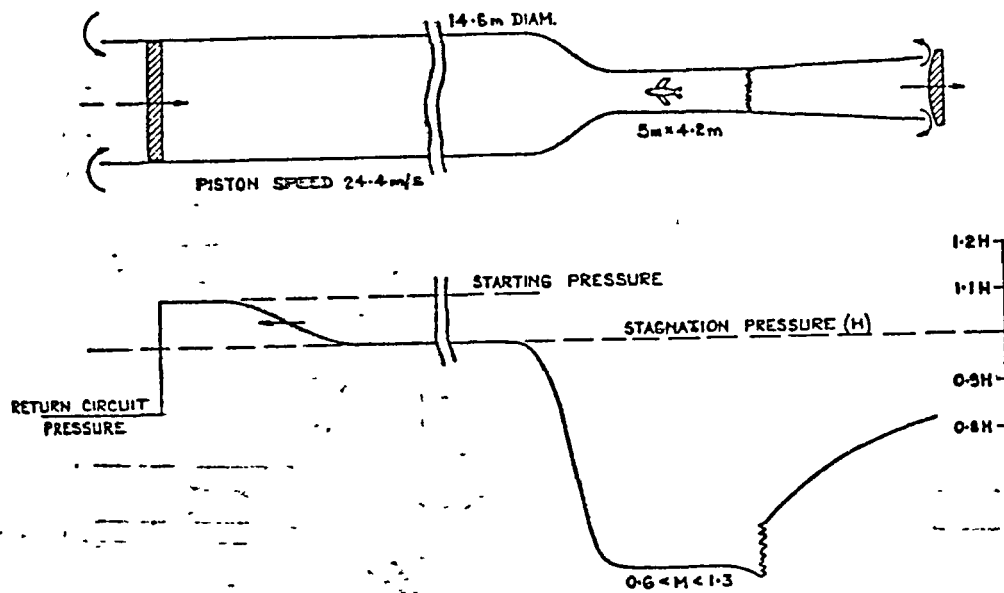 14.6m DIAM.
5m×4.2m
PISTON SPEED 24.4m/s
1.2H
STARTING PRESSURE
1.1H
STAGNATION PRESSURE (H)
0.9H
RETURN CIRCUIT
PRESSURE
0.8H
0.6 < M < 1.3